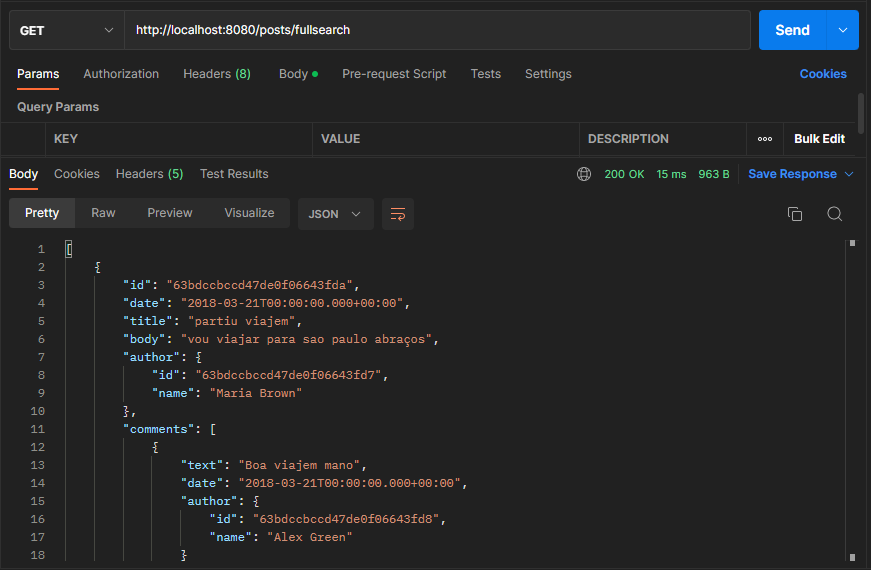 GET http://localhost:8080/posts/fullsearch Send
Params Authorization Headers (8) Body Pre-request Script Tests Settings Cookies
Query Params
KEY VALUE DESCRIPTION ooo Bulk Edit
Body Cookies Headers (5) Test Results 200 OK 15 ms 963 B Save Response
Pretty Raw Preview Visualize JSON
1 [
2 {
3 "id": "63bdccbccd47de0f06643fda",
4 "date": "2018-03-21T00:00:00.000+00:00",
5 "title": "partiu viajem",
6 "body": "vou viajar para sao paulo abraços",
7 "author": {
8 "id": "63bdccbccd47de0f06643fd7",
9 "name": "Maria Brown"
10 },
11 "comments": [
12 {
13 "text": "Boa viajem mano",
14 "date": "2018-03-21T00:00:00.000+00:00",
15 "author": {
16 "id": "63bdccbccd47de0f06643fd8",
17 "name": "Alex Green"
18 }